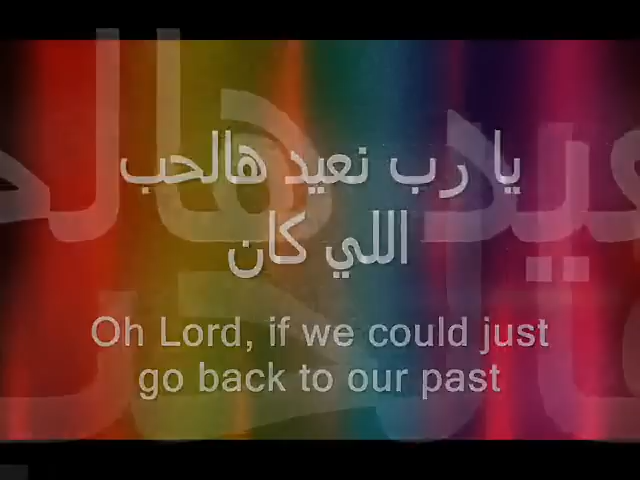 يا رب نعيد هالحب
اللي كان
Oh Lord, if we could just
go back to our past